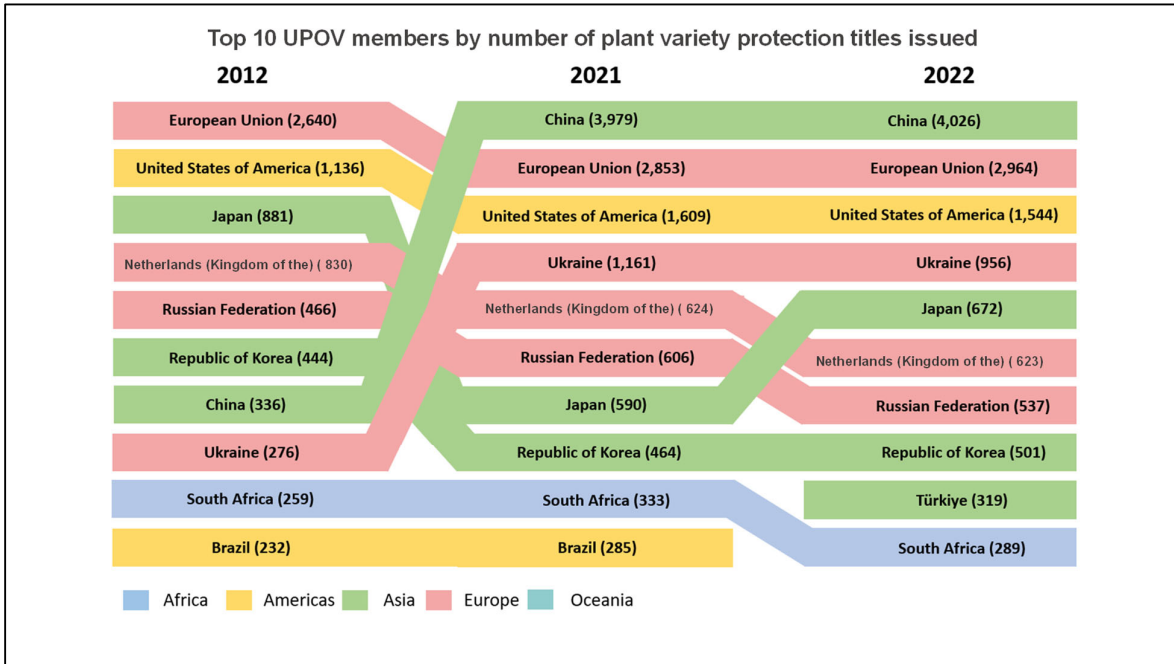 Top 10 UPOV members by number of plant variety protection titles issued
2012 2021 2022
European Union (2,640) China (3,979) China (4,026)
United States of America (1,136) European Union (2,853) European Union (2,964)
Japan (881) United States of America (1,609) United States of America (1,544)
Netherlands (Kingdom of the) ( 830) Ukraine (1,161) Ukraine (956)
Russian Federation (466) Netherlands (Kingdom of the) ( 624) Japan (672)
Republic of Korea (444) Russian Federation (606) Netherlands (Kingdom of the) ( 623)
China (336) Japan (590) Russian Federation (537)
Ukraine (276) Republic of Korea (464) Republic of Korea (501)
South Africa (259) South Africa (333) Türkiye (319)
Brazil (232) Brazil (285) South Africa (289)
Africa Americas Asia Europe Oceania